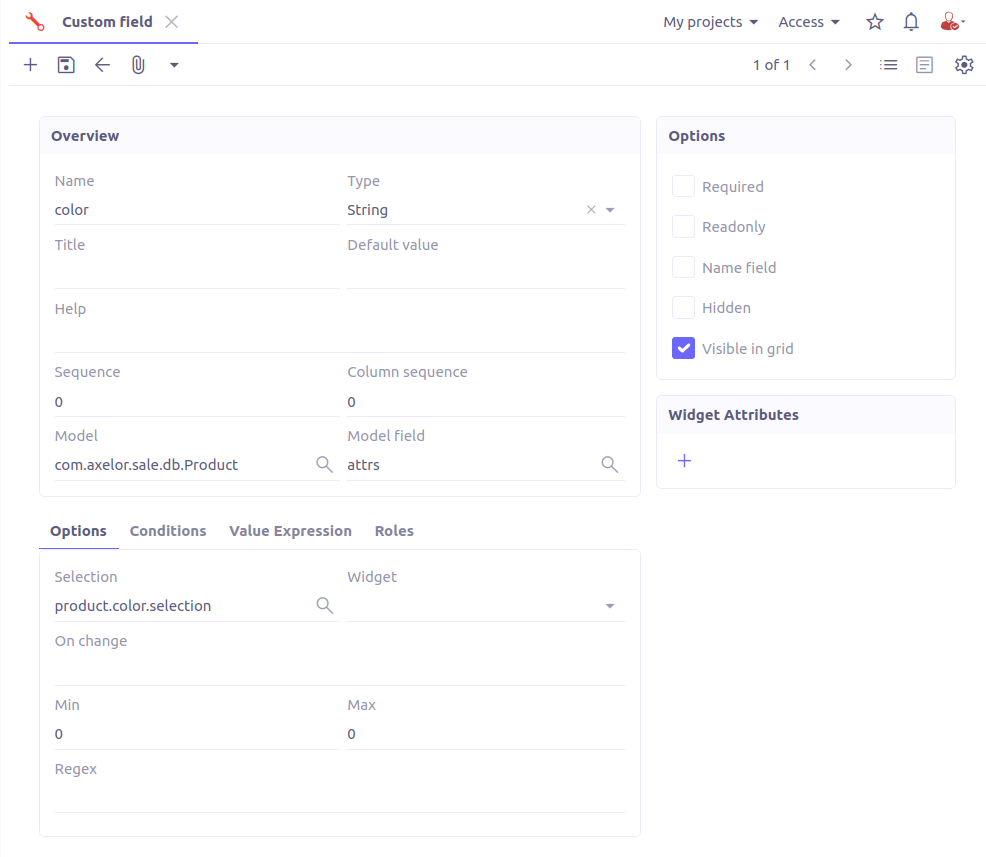 Custom field
My projects Access
1 of 1
Overview
Name Type
color String
Title Default value
Help
Sequence Column sequence
0 0
Model Model field
com.axelor.sale.db.Product attrs
Options
Required
Readonly
Name field
Hidden
Visible in grid
Widget Attributes
Options Conditions Value Expression Roles
Selection Widget
product.color.selection
On change
Min Max
0 0
Regex